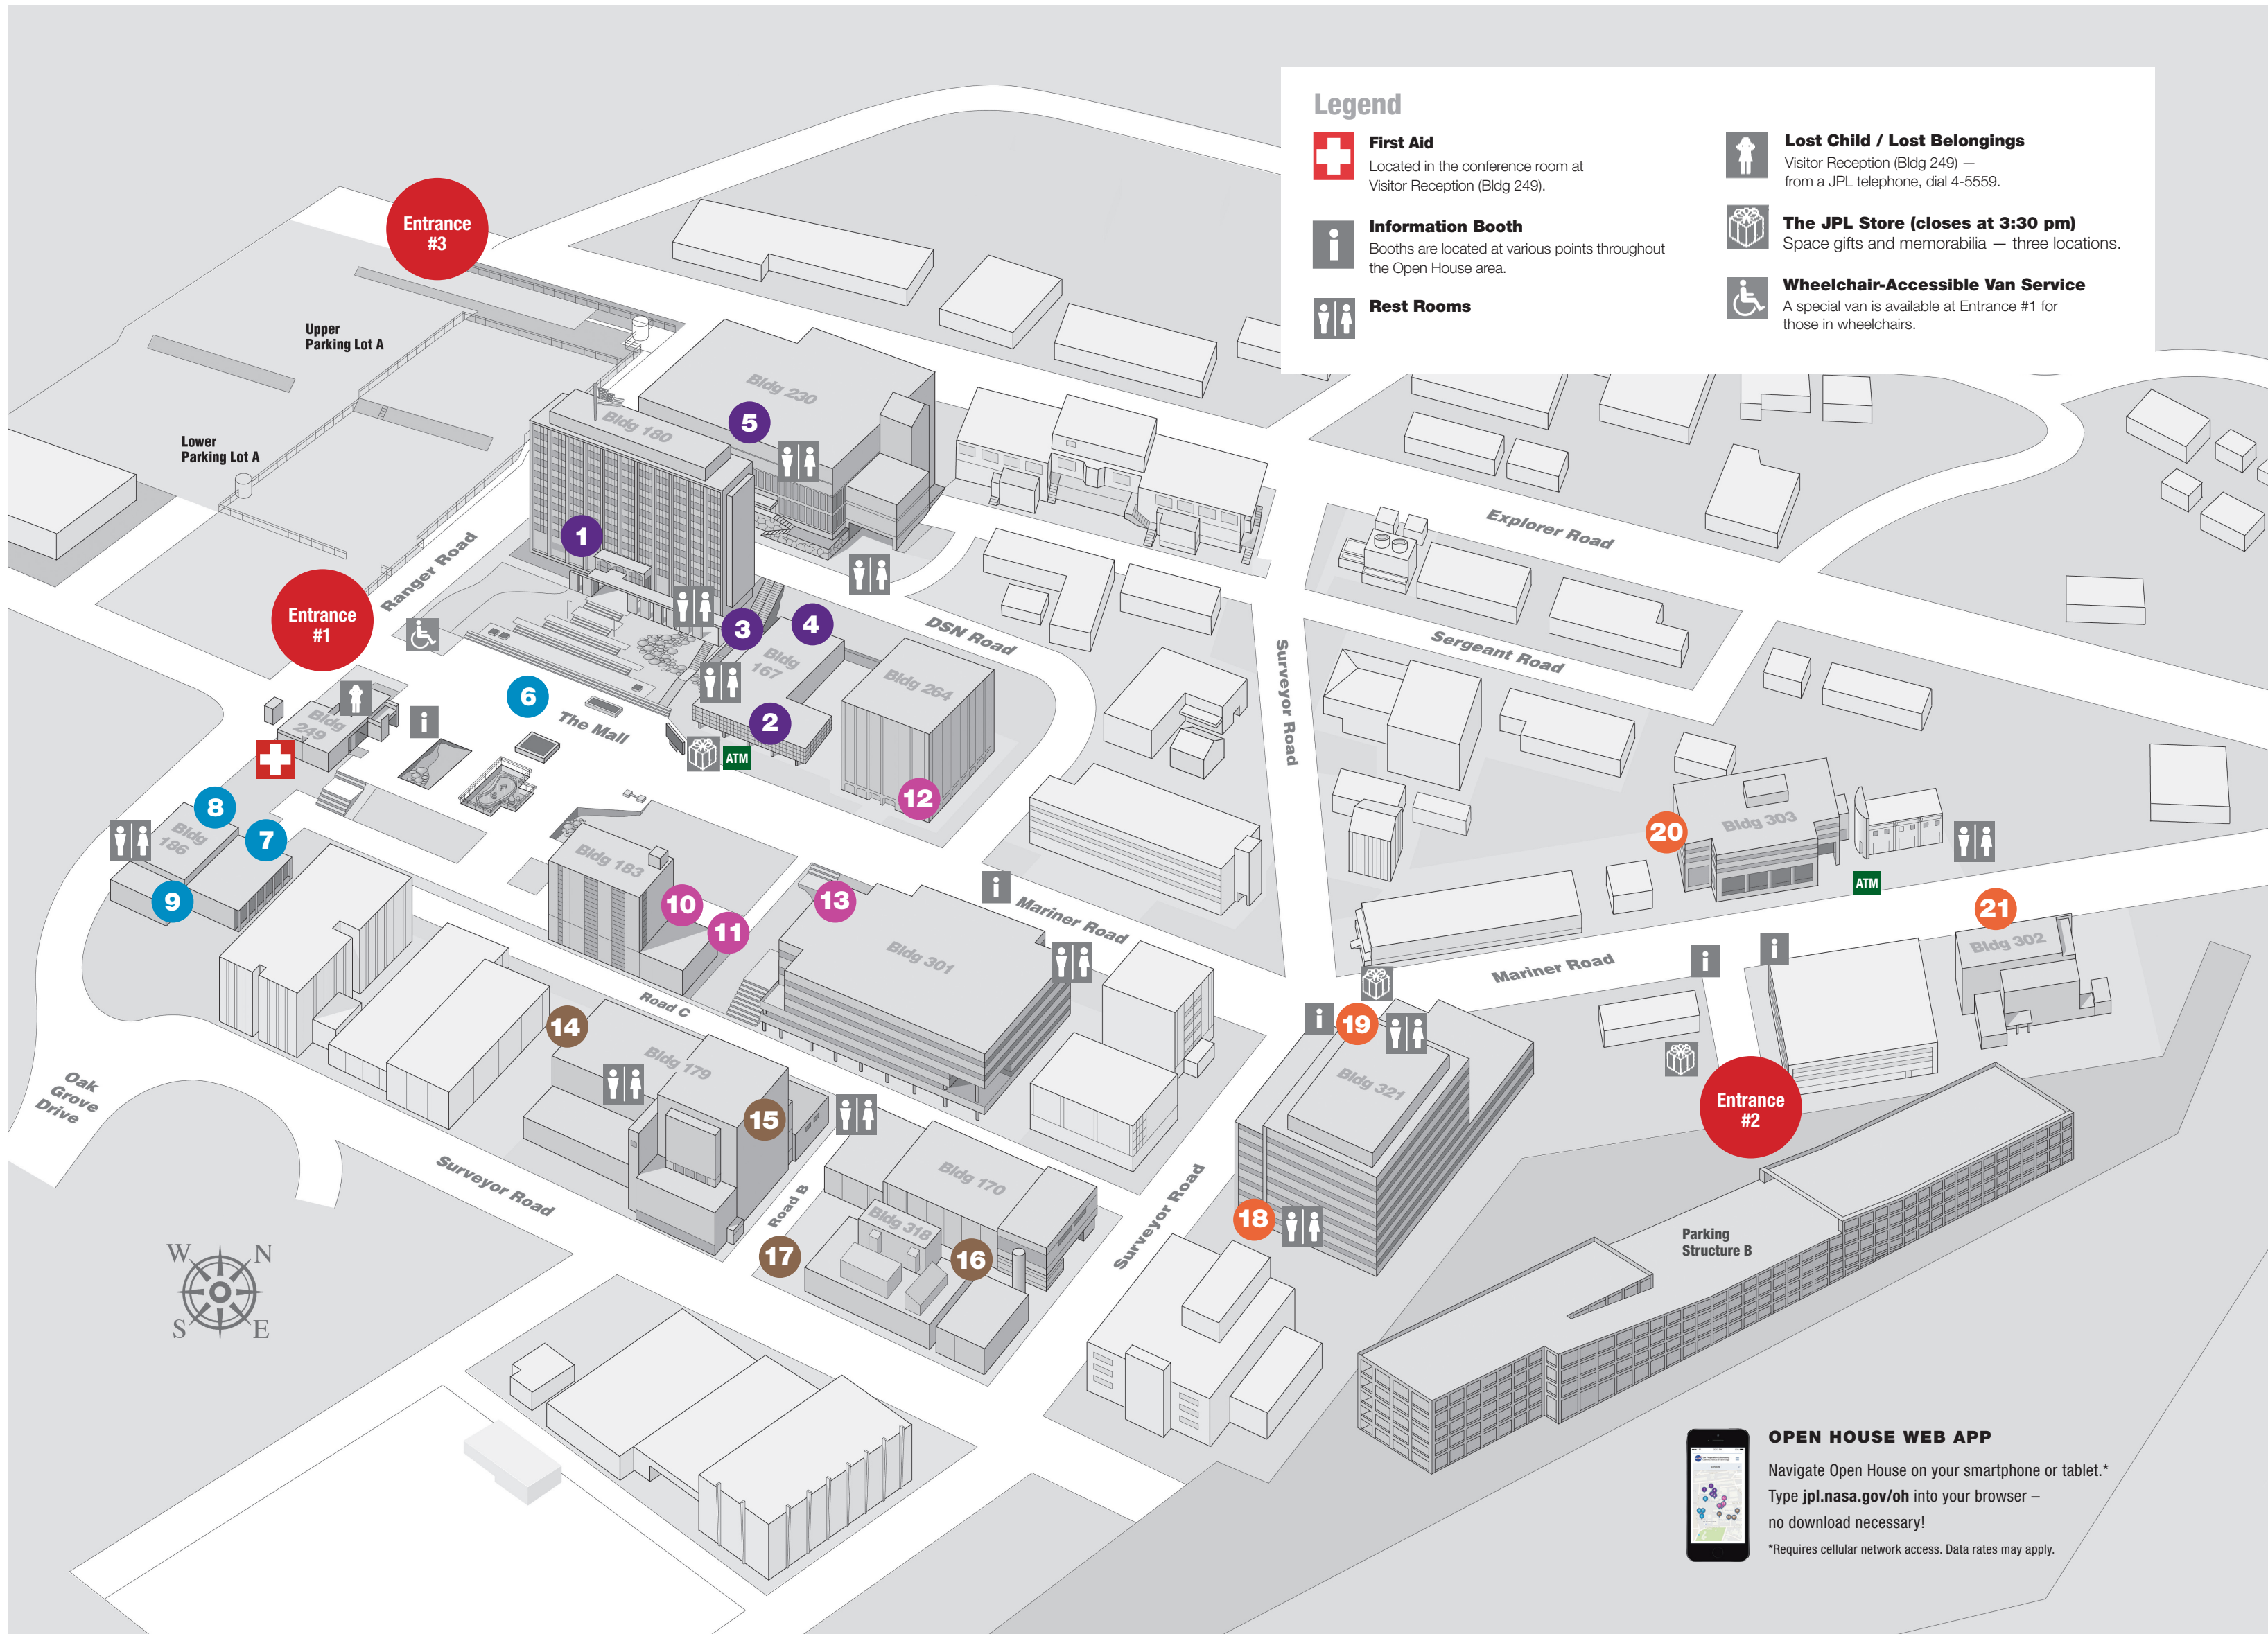 Legend
First Aid
Located in the conference room at
Visitor Reception (Bldg 249).
Information Booth
Booths are located at various points throughout
the Open House area.
Rest Rooms
Lost Child / Lost Belongings
Visitor Reception (Bldg 249) —
from a JPL telephone, dial 4-5559.
The JPL Store (closes at 3:30 pm)
Space gifts and memorabilia — three locations.
Wheelchair-Accessible Van Service
A special van is available at Entrance #1 for
those in wheelchairs.
Entrance
#3
Upper
Parking Lot A
Lower
Parking Lot A
Bldg 230
Bldg 180
5
1
Ranger Road
Entrance
#1
3
4
DSN Road
Bldg
167
Bldg 264
6
The Mall
2
ATM
12
Bldg
249
i
8
7
Bldg
186
9
Bldg 183
10
11
13
i
Mariner Road
Bldg 301
Road C
14
Bldg 179
15
Oak
Grove
Drive
Surveyor Road
Road B
Bldg 170
Bldg 318
17
16
Surveyor Road
W
N
S
E
Explorer Road
Sergeant Road
Surveyor Road
20
Bldg 303
ATM
21
Bldg 302
Mariner Road
i
i
i
19
Bldg 321
18
Entrance
#2
Parking
Structure B
OPEN HOUSE WEB APP
Navigate Open House on your smartphone or tablet.*
Type jpl.nasa.gov/oh into your browser –
no download necessary!
*Requires cellular network access. Data rates may apply.